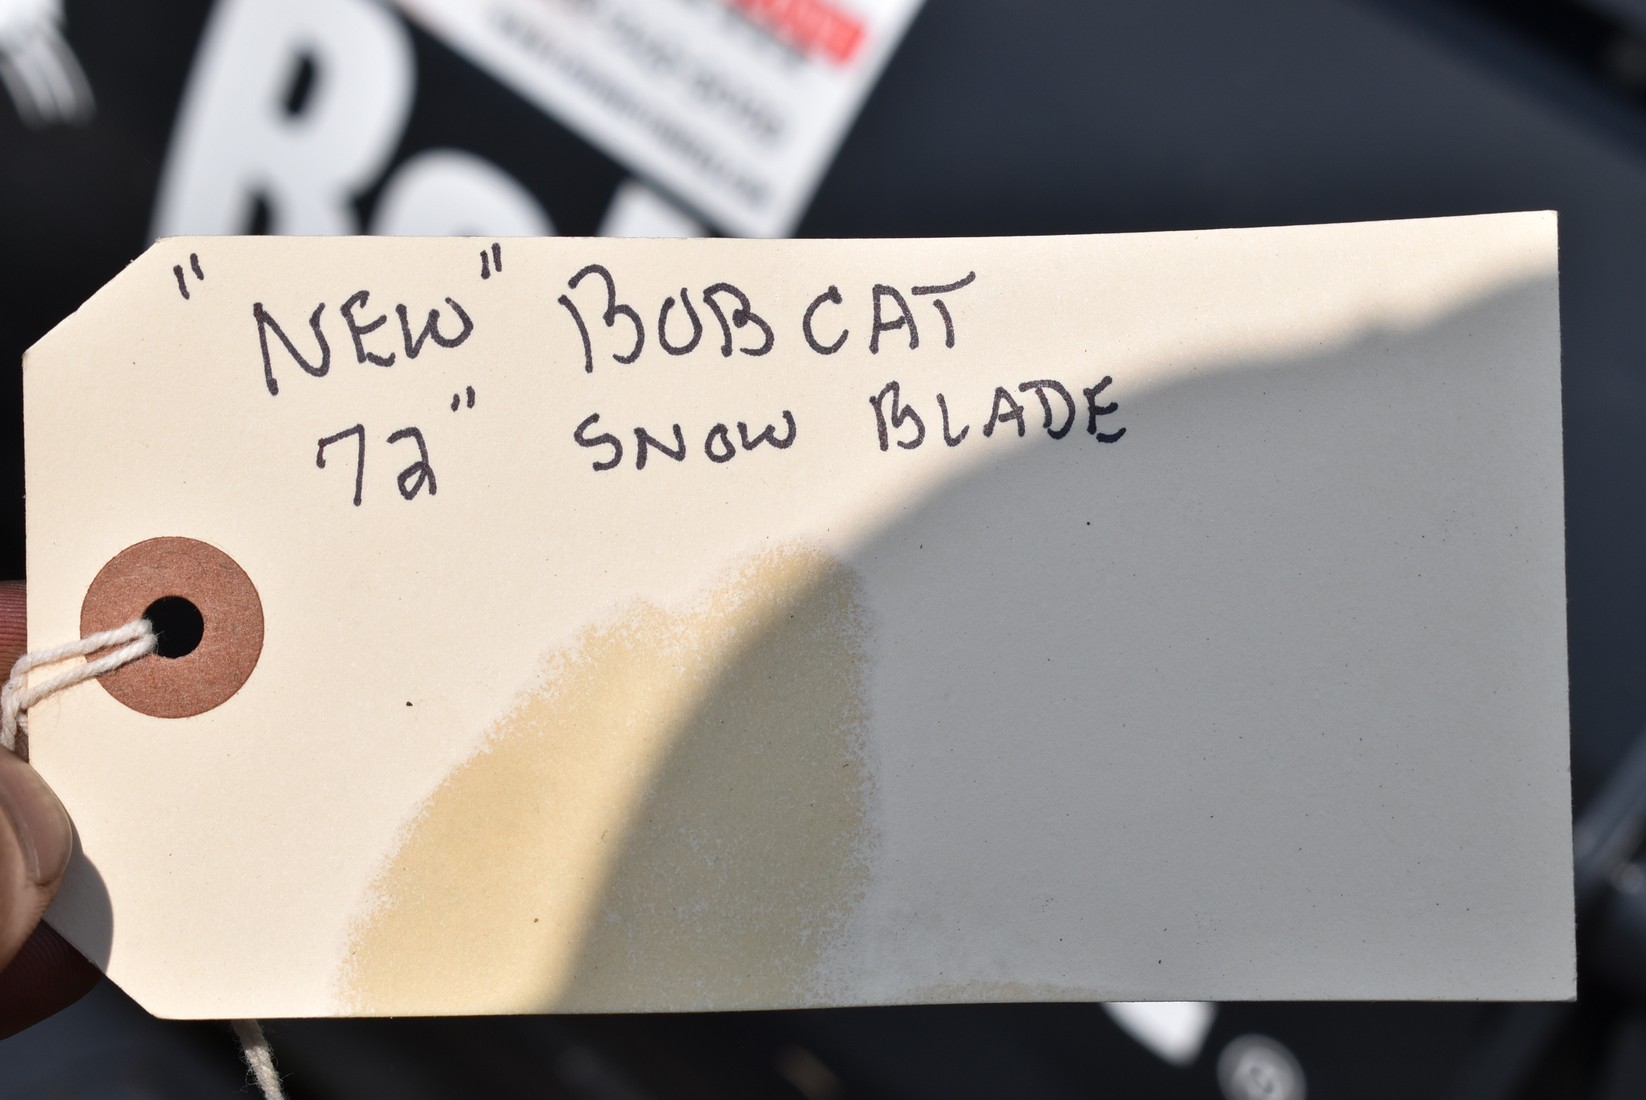 "NEW" BOBCAT
72" SNOW BLADE